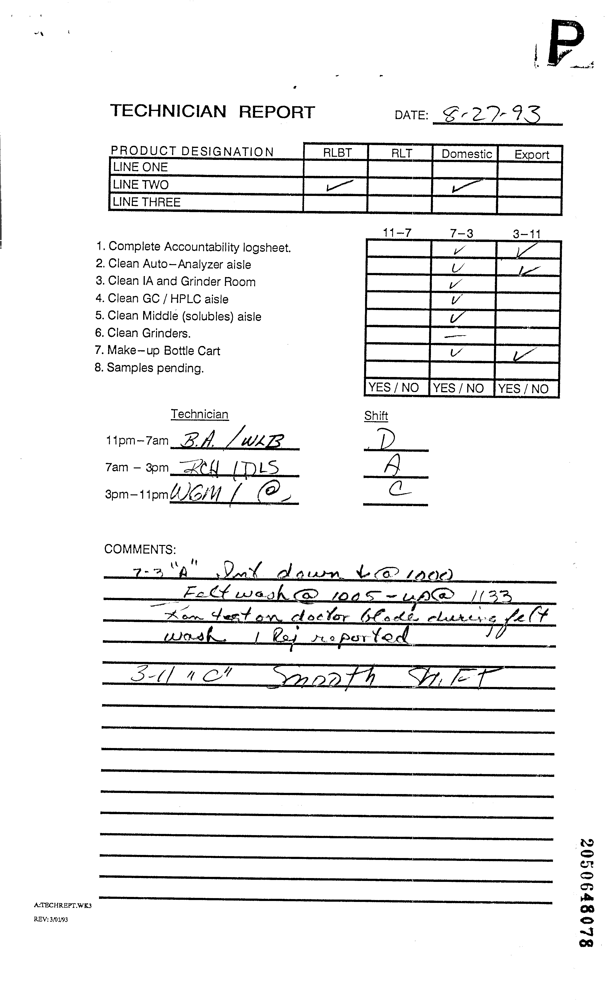 P
TECHNICIAN REPORT
DATE: 8-27-93
PRODUCT DESIGNATION RLBT RLT Domestic Export
LINE ONE
LINE TWO ✓ ✓
LINE THREE
11-7 7-3 3-11
1. Complete Accountability logsheet. ✓ ✓
2. Clean Auto-Analyzer aisle ✓ ✓
3. Clean IA and Grinder Room ✓
4. Clean GC / HPLC aisle ✓
5. Clean Middle (solubles) aisle ✓
6. Clean Grinders. —
7. Make-up Bottle Cart ✓ ✓
8. Samples pending.
YES / NO YES / NO YES / NO
Technician Shift
11pm-7am B.A. / WLB D
7am - 3pm RCH / DLS A
3pm-11pm WGM / @ C
COMMENTS:
7-3 "A" down @ 1000
Felt wash @ 1005 - up @ 1133
test on doctor blade during felt
wash 1 Rej reported
3-11 "C" Smooth Shift
A:TECHREPT.WK3
REV: 3/01/93
2050648078